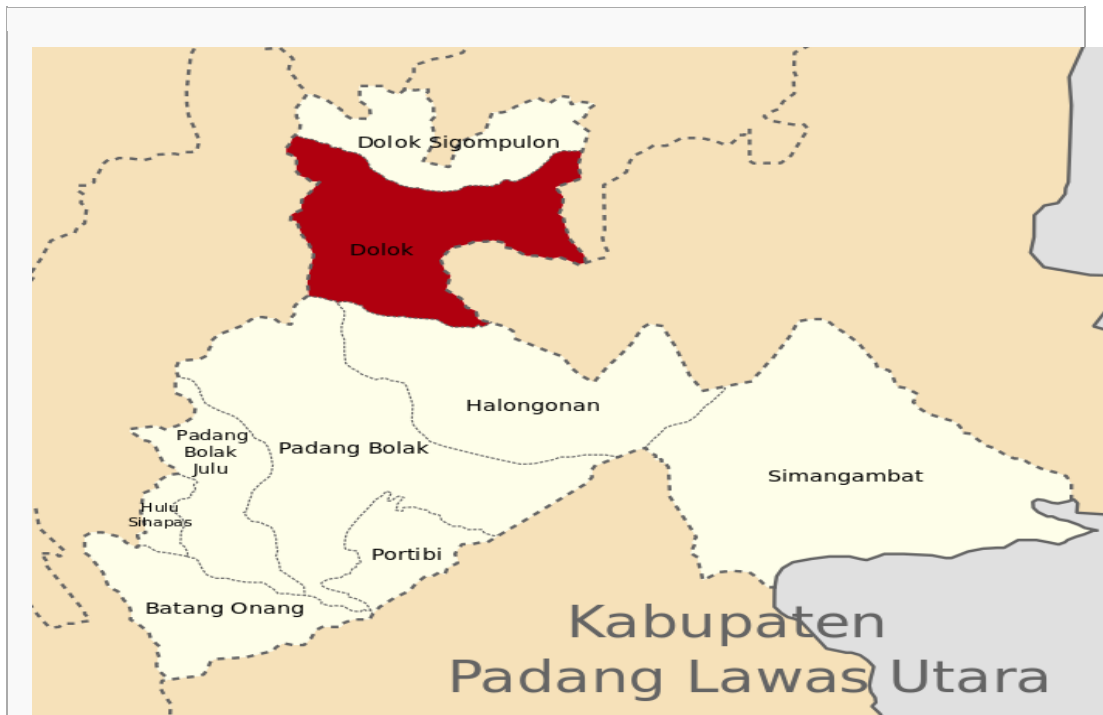 Dolok Sigompulon
Dolok
Halongonan
Padang
Bolak
Julu
Padang Bolak
Simangambat
Hulu
Sihapas
Portibi
Batang Onang
Kabupaten
Padang Lawas Utara